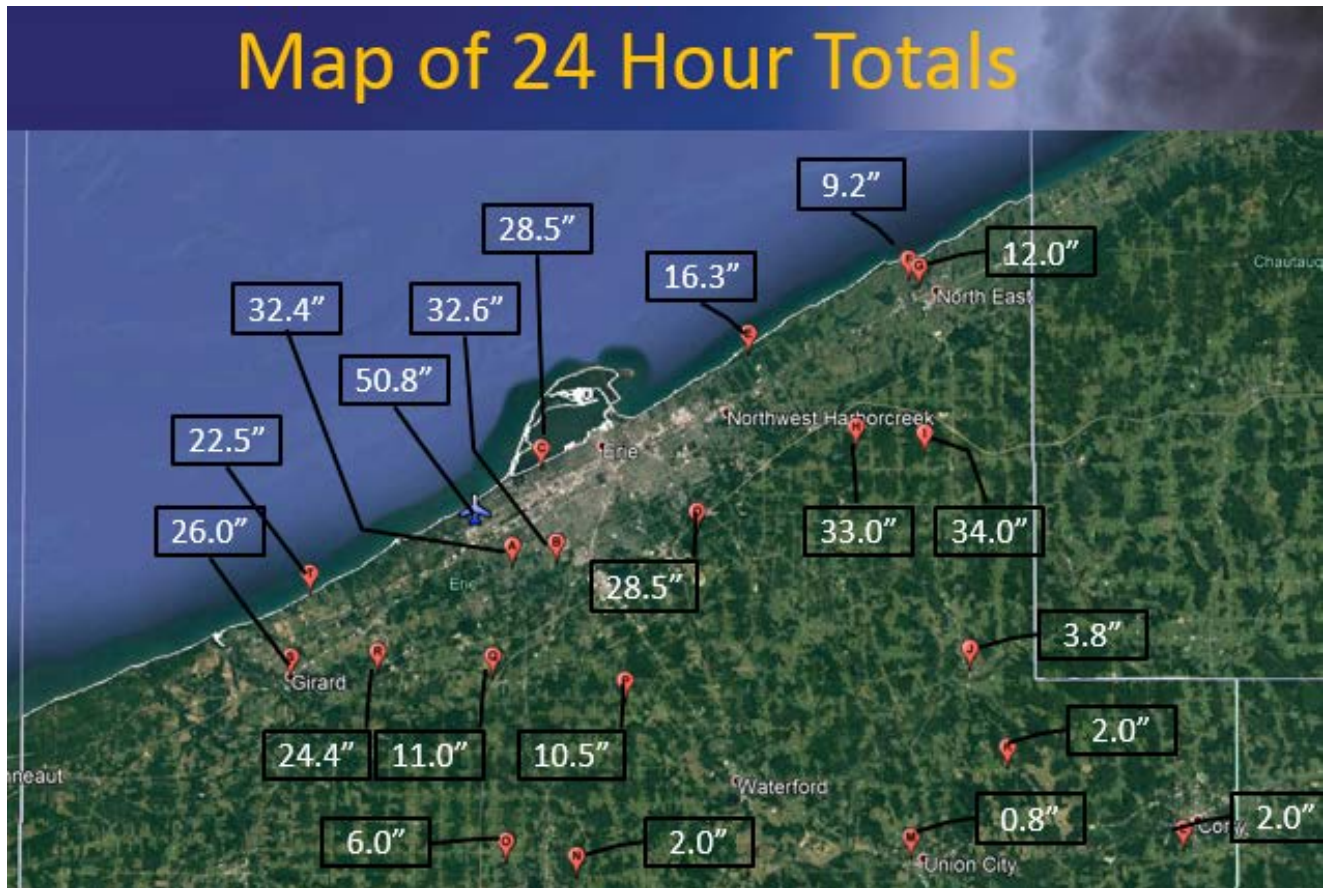 Map of 24 Hour Totals
9.2”
28.5”
12.0”
Chautauq
16.3”
North East
32.4”
32.6”
50.8”
Northwest Harborcreek
H
I
22.5”
C
Erie
D
26.0”
33.0”
34.0”
A
B
T
Erie
28.5”
3.8”
J
R
Q
Girard
P
2.0”
24.4”
11.0”
10.5”
nneaut
Waterford
0.8”
2.0”
6.0”
O
2.0”
M
Corry
N
Union City